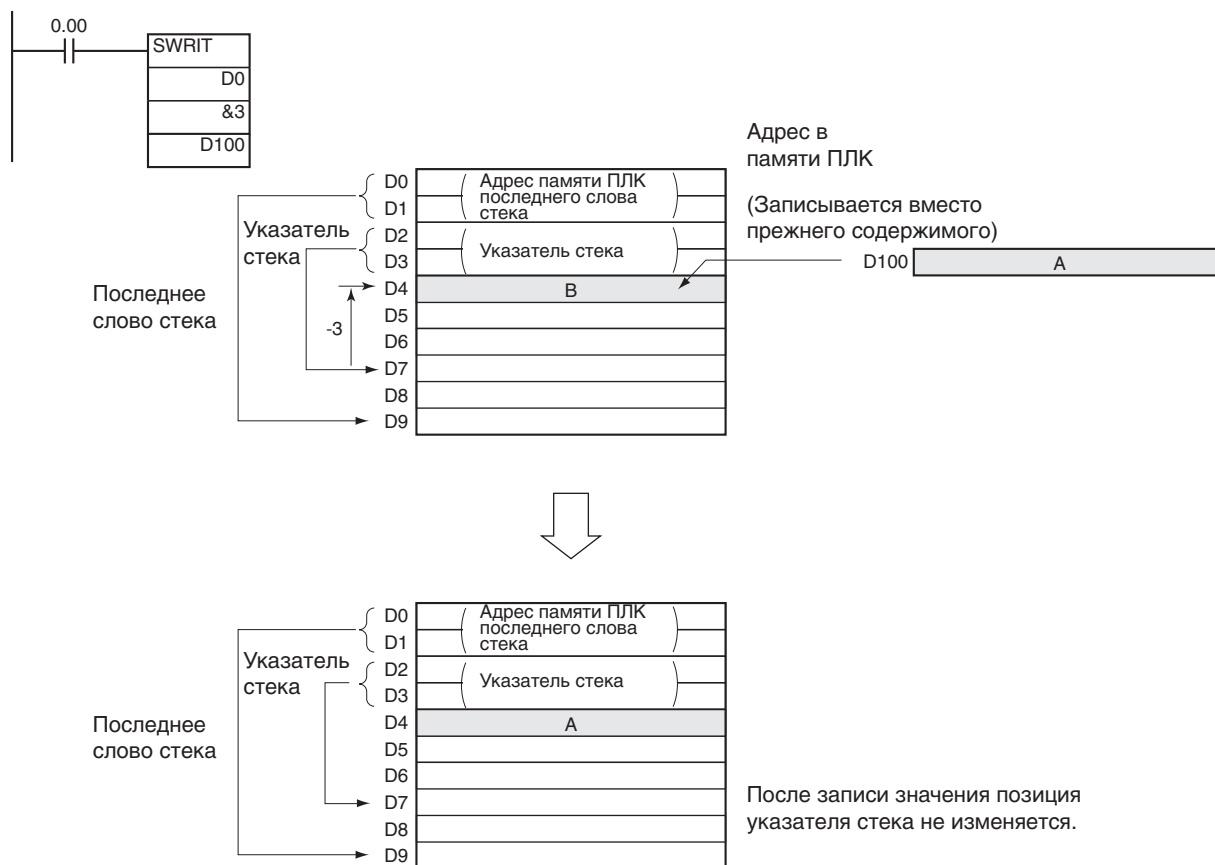 0.00
SWRIT
D0
&3
D100
Адрес в
памяти ПЛК
(Записывается вместо
прежнего содержимого)
D100
A
Указатель
стека
Последнее
слово стека
-3
D0
D1
D2
D3
D4
D5
D6
D7
D8
D9
Адрес памяти ПЛК
последнего слова
стека
Указатель стека
B
Указатель
стека
Последнее
слово стека
D0
D1
D2
D3
D4
D5
D6
D7
D8
D9
Адрес памяти ПЛК
последнего слова
стека
Указатель стека
A
После записи значения позиция
указателя стека не изменяется.